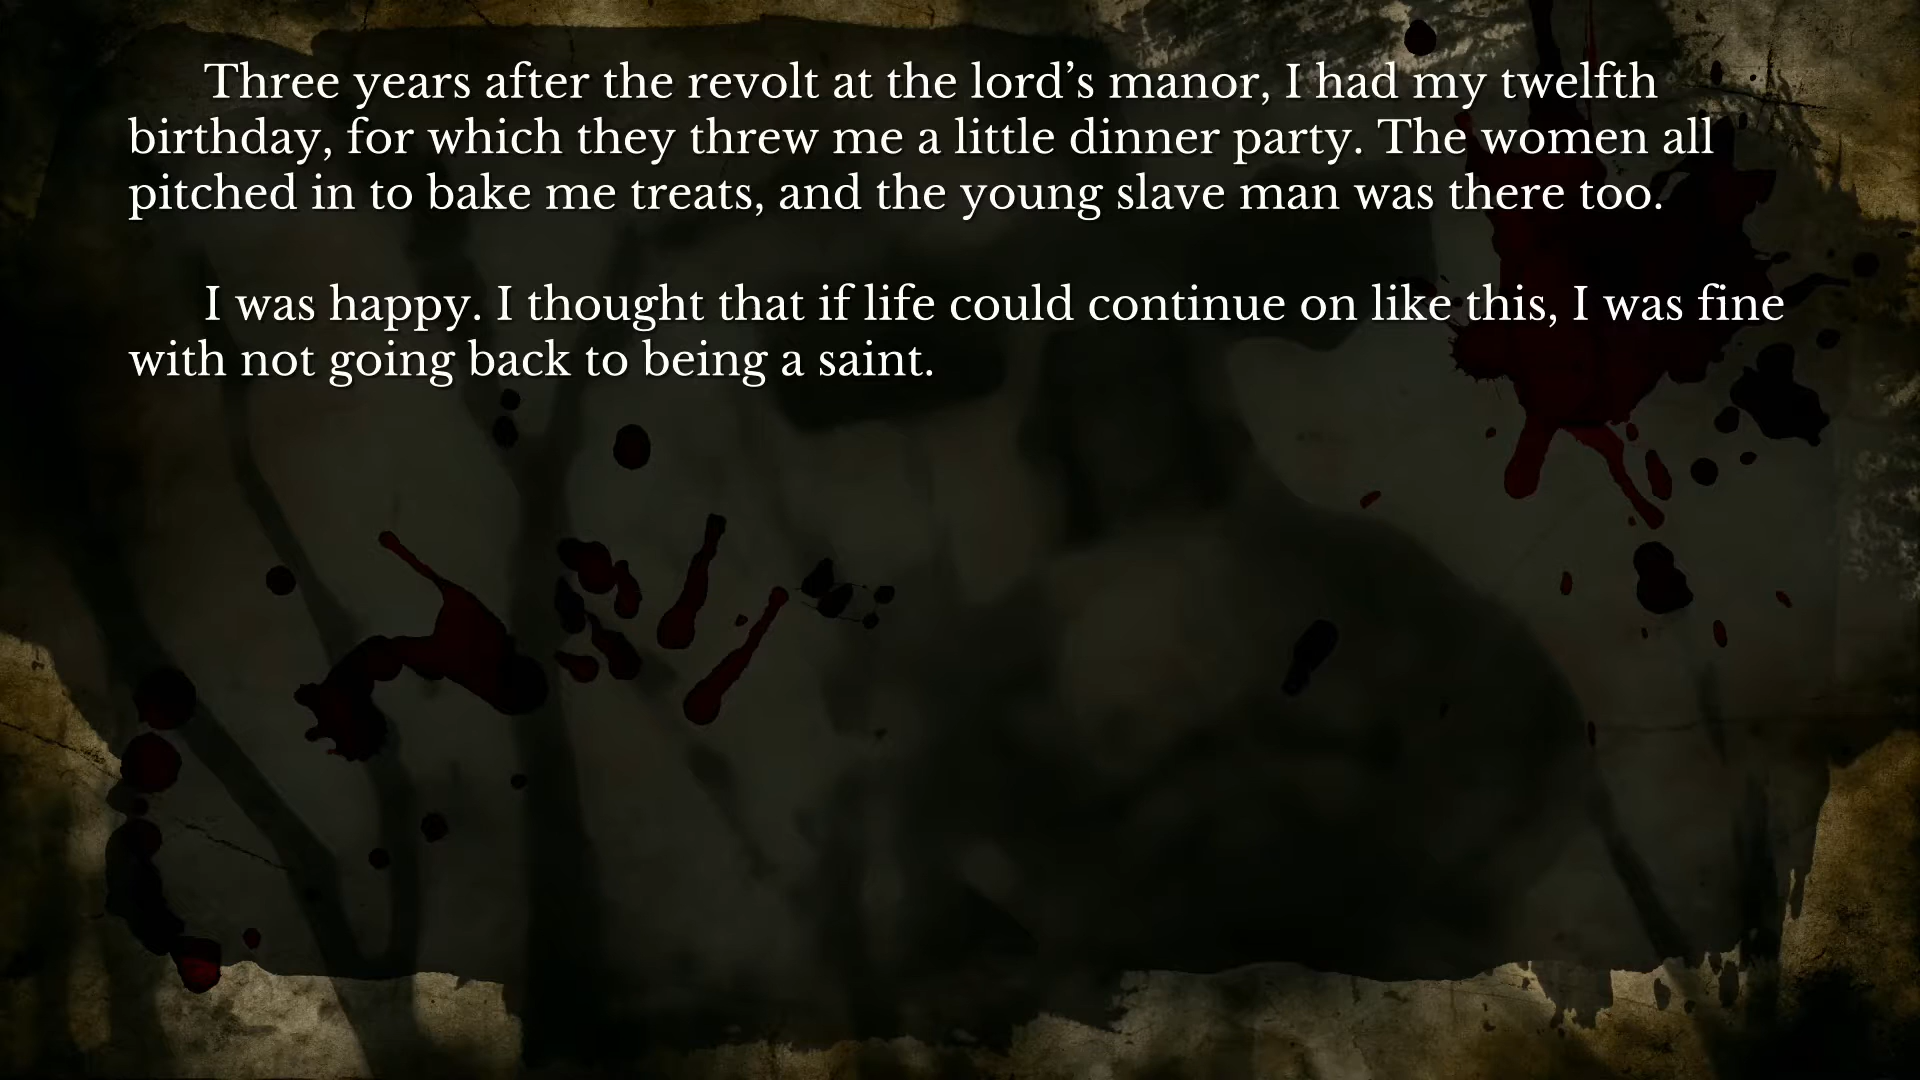 Three years after the revolt at the lord’s manor, I had my twelfth
birthday, for which they threw me a little dinner party. The women all
pitched in to bake me treats, and the young slave man was there too.
I was happy. I thought that if life could continue on like this, I was fine
with not going back to being a saint.